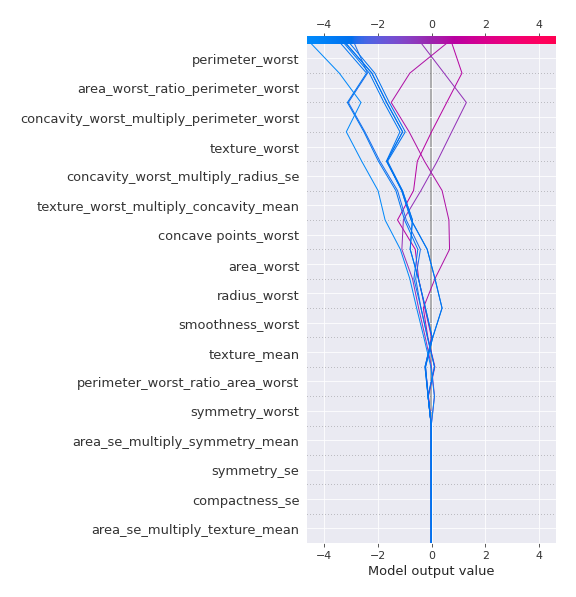 −4 −2 0 2 4
perimeter_worst
area_worst_ratio_perimeter_worst
concavity_worst_multiply_perimeter_worst
texture_worst
concavity_worst_multiply_radius_se
texture_worst_multiply_concavity_mean
concave points_worst
area_worst
radius_worst
smoothness_worst
texture_mean
perimeter_worst_ratio_area_worst
symmetry_worst
area_se_multiply_symmetry_mean
symmetry_se
compactness_se
area_se_multiply_texture_mean
−4 −2 0 2 4
Model output value